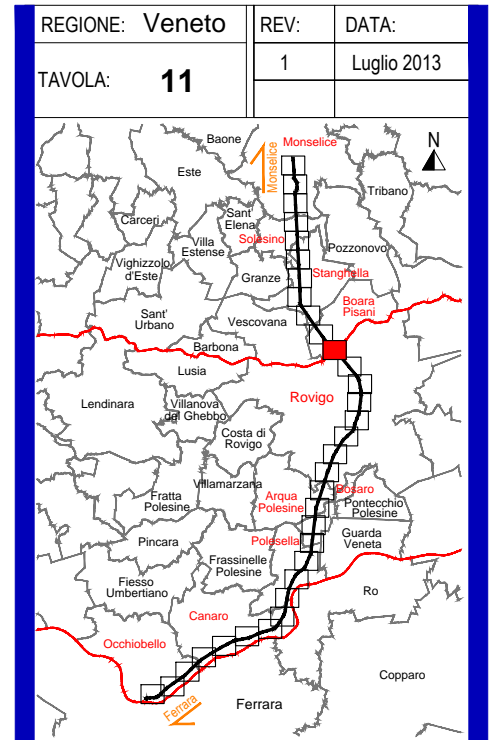 REGIONE: Veneto
REV:
DATA:
TAVOLA: 11
1
Luglio 2013
Baone
Monselice
N
Este
Monselice
Tribano
Carceri
Sant'
Elena
Solesino
Villa
Estense
Pozzonovo
Vighizzolo
d'Este
Granze
Stanghella
Boara
Pisani
Sant'
Urbano
Vescovana
Barbona
Lusia
Rovigo
Lendinara
Villanova
del Ghebbo
Costa di
Rovigo
Villamarzana
Fratta
Polesine
Arqua
Polesine
Bosaro
Pontecchio
Polesine
Pincara
Polesella
Guarda
Veneta
Frassinelle
Polesine
Fiesso
Umbertiano
Ro
Canaro
Occhiobello
Copparo
Ferrara
Ferrara